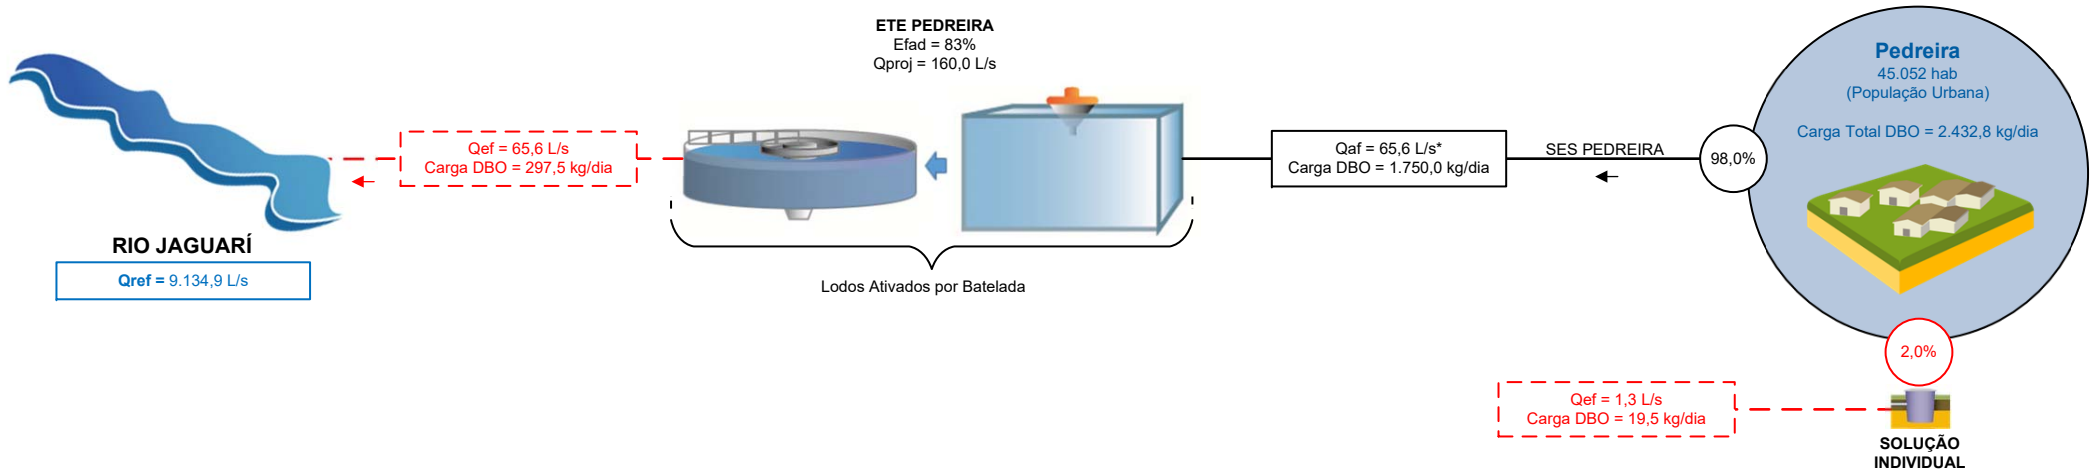 ETE PEDREIRA
Efad = 83%
Qproj = 160,0 L/s
Pedreira
45.052 hab
(População Urbana)
Carga Total DBO = 2.432,8 kg/dia
Qef = 65,6 L/s
Carga DBO = 297,5 kg/dia
Qaf = 65,6 L/s*
Carga DBO = 1.750,0 kg/dia
SES PEDREIRA
98,0%
RIO JAGUARÍ
Qref = 9.134,9 L/s
Lodos Ativados por Batelada
2,0%
Qef = 1,3 L/s
Carga DBO = 19,5 kg/dia
SOLUÇÃO
INDIVIDUAL